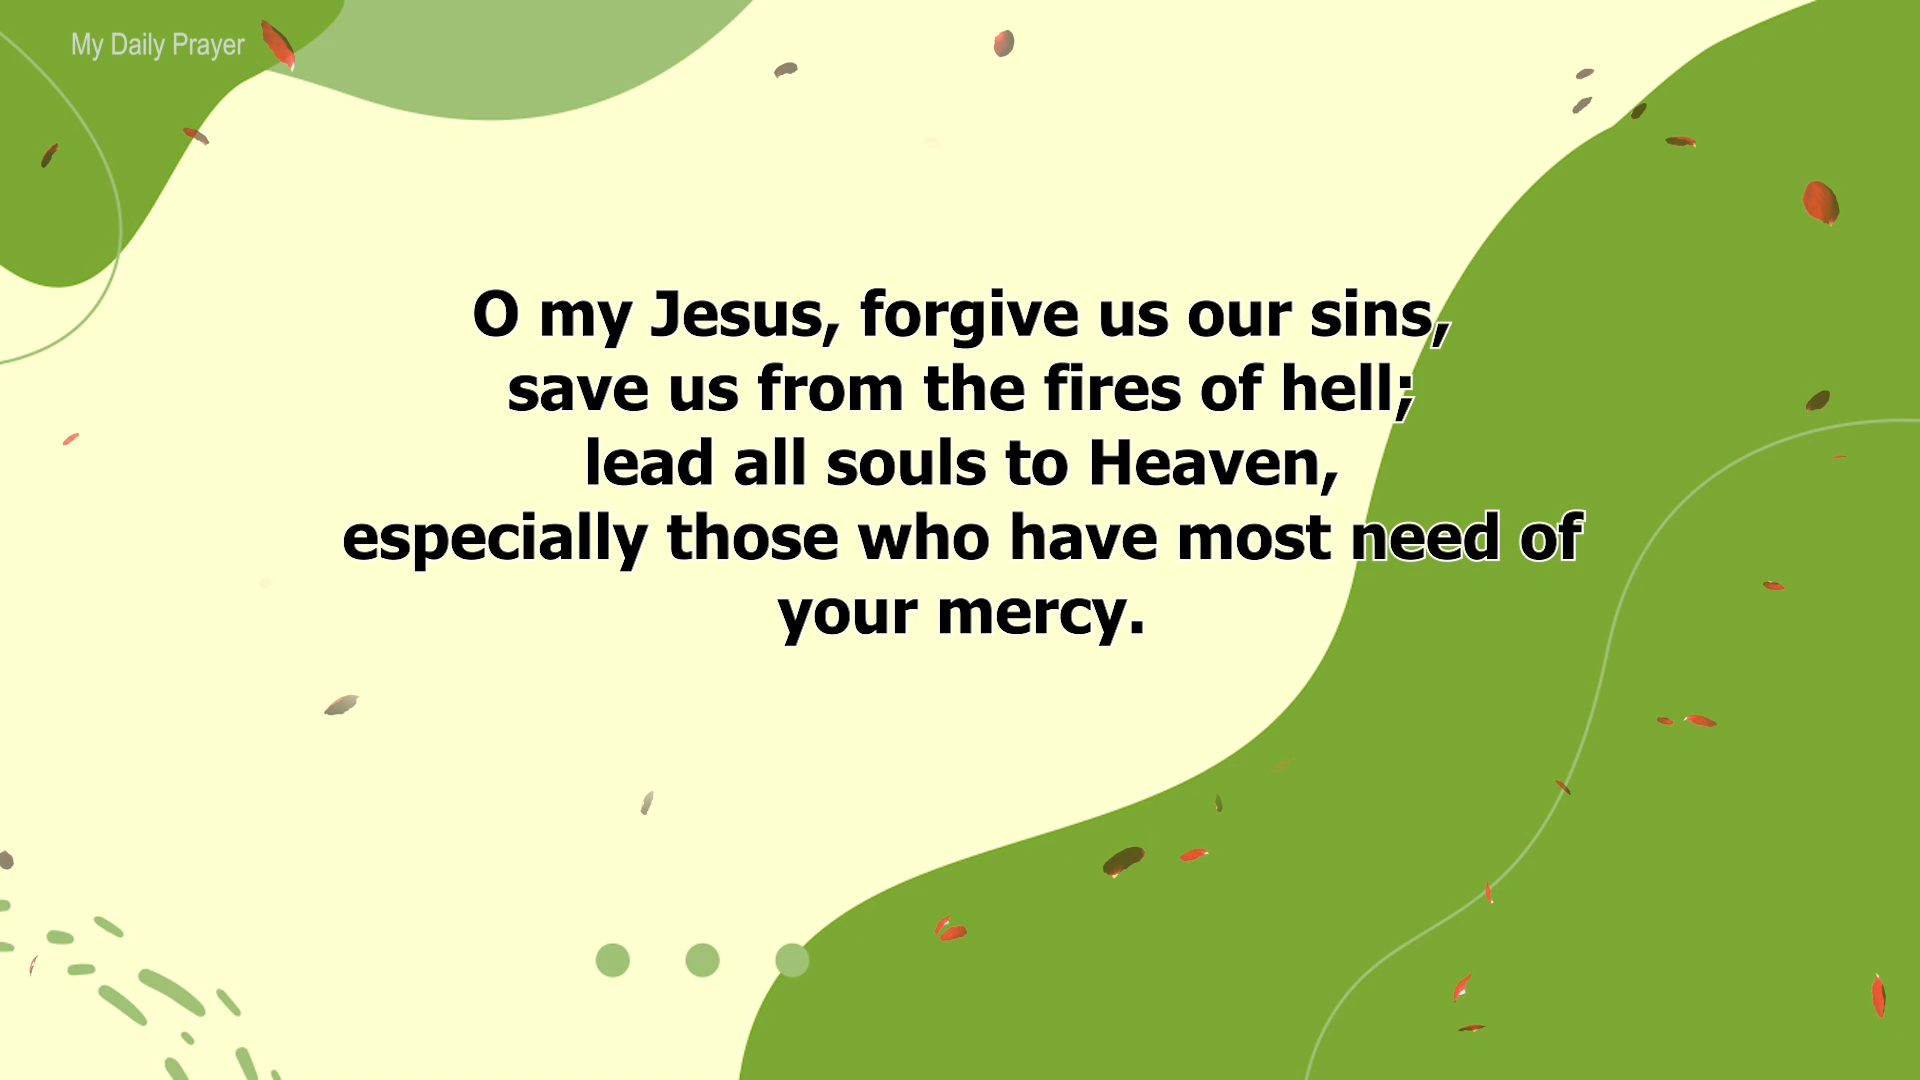 My Daily Prayer
O my Jesus, forgive us our sins,
save us from the fires of hell;
lead all souls to Heaven,
especially those who have most need of
your mercy.